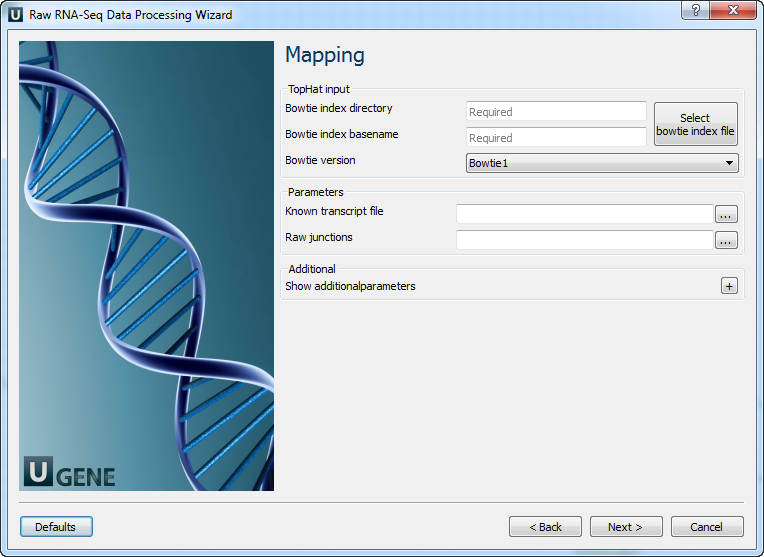 U Raw RNA-Seq Data Processing Wizard ?
Mapping
TopHat input
Bowtie index directory Required
Select
bowtie index file
Bowtie index basename Required
Bowtie version Bowtie1
Parameters
Known transcript file ...
Raw junctions ...
Additional
Show additionalparameters +
U GENE
Defaults < Back Next > Cancel